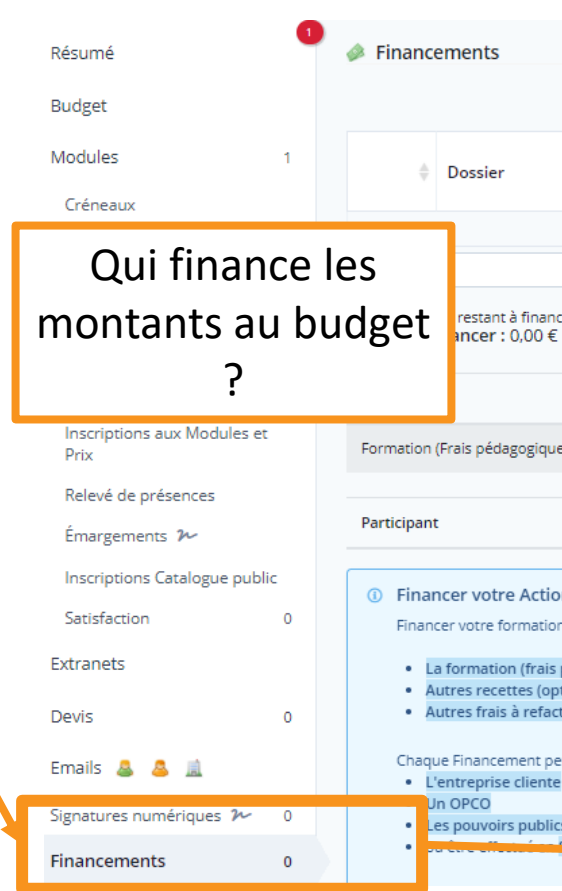 1
Résumé
Financements
Budget
Modules 1
Dossier
Créneaux
Qui finance les
montants au budget
?
restant à financ
ancer : 0,00 €
Inscriptions aux Modules et
Prix
Formation (Frais pédagogique
Relevé de présences
Participant
Émargements
Inscriptions Catalogue public
Satisfaction 0
Extranets
Devis 0
Emails
Signatures numériques 0
Financements 0
Financer votre Actio
Financer votre formation
La formation (frais p
Autres recettes (opt
Autres frais à refact
Chaque Financement pe
L'entreprise cliente
Un OPCO
Les pouvoirs publics